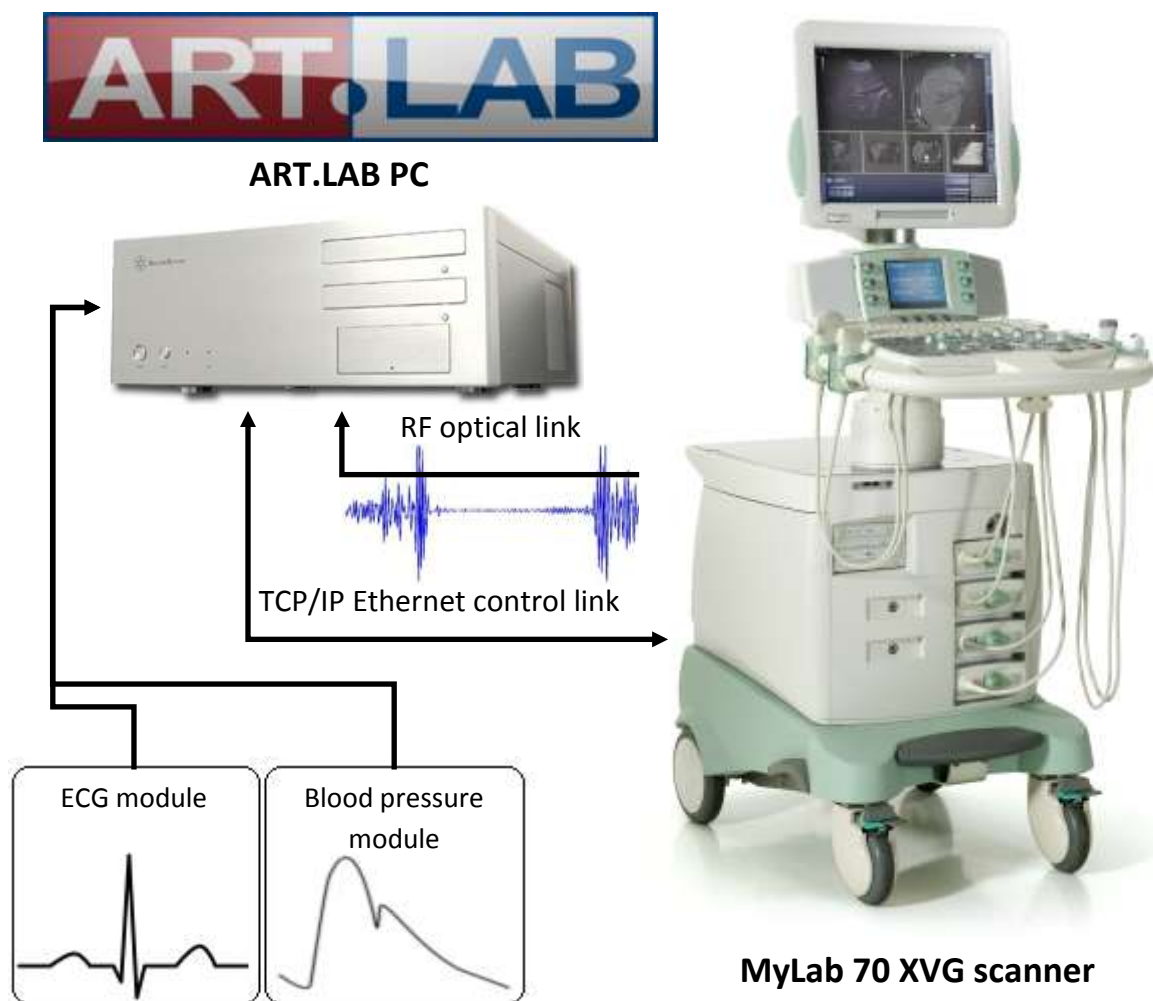 ART.LAB
ART.LAB PC
RF optical link
TCP/IP Ethernet control link
ECG module
Blood pressure
module
MyLab 70 XVG scanner